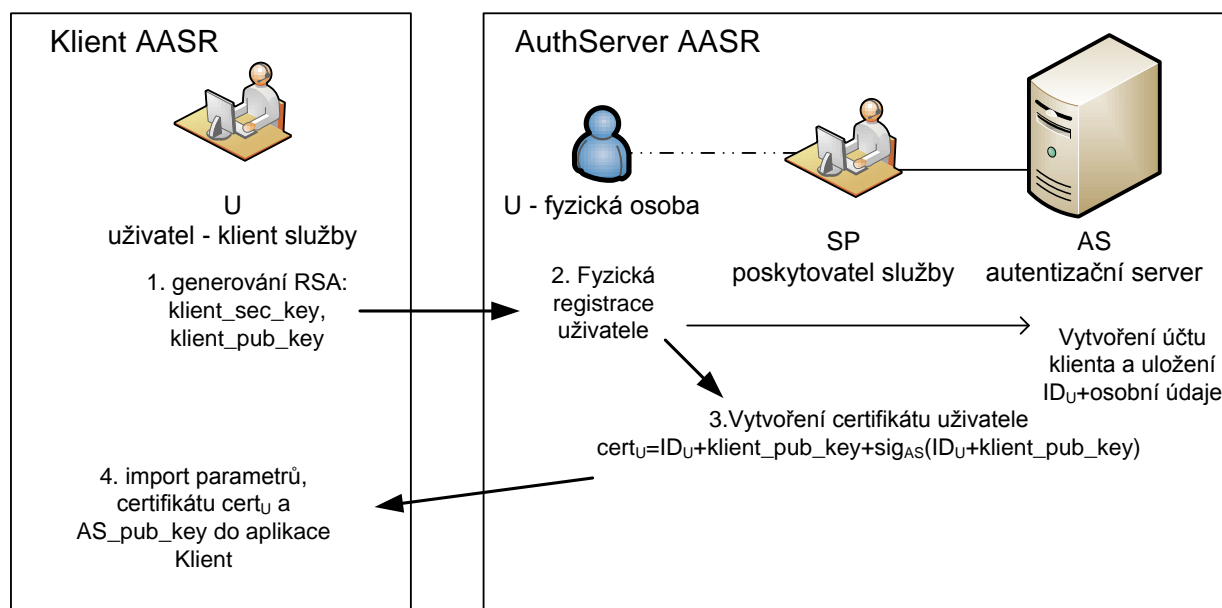 Klient AASR
U
uživatel - klient služby
1. generování RSA:
klient_sec_key,
klient_pub_key
4. import parametrů,
certifikátu certU a
AS_pub_key do aplikace
Klient
AuthServer AASR
U - fyzická osoba
SP
poskytovatel služby
AS
autentizační server
2. Fyzická
registrace
uživatele
Vytvoření účtu
klienta a uložení
IDU+osobní údaje
3.Vytvoření certifikátu uživatele
certU=IDU+klient_pub_key+sigAS(IDU+klient_pub_key)